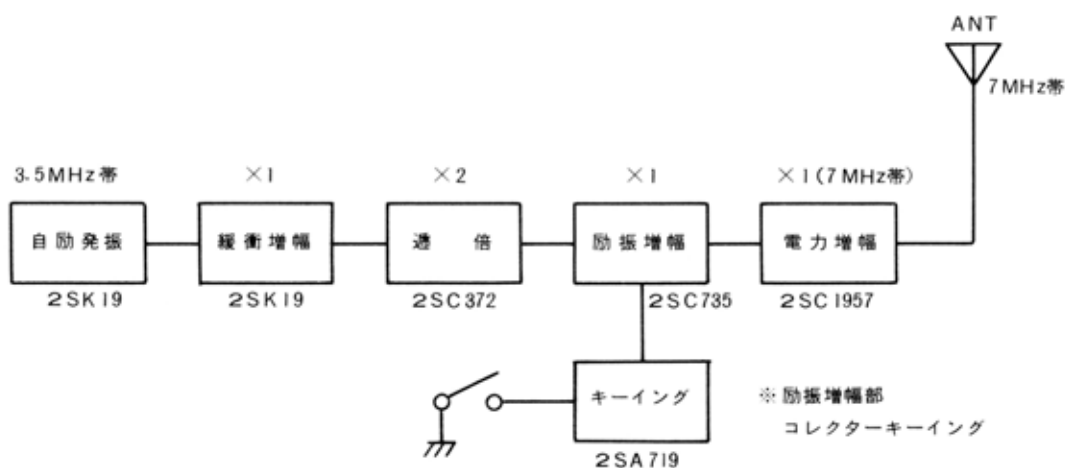 ANT
7MHz帯
3.5MHz帯
×1
×2
×1
×1(7MHz帯)
自励発振
緩衝増幅
逓倍
励振増幅
電力増幅
2SK19
2SK19
2SC372
2SC735
2SC1957
キーイング
2SA719
※励振増幅部
コレクターキーイング